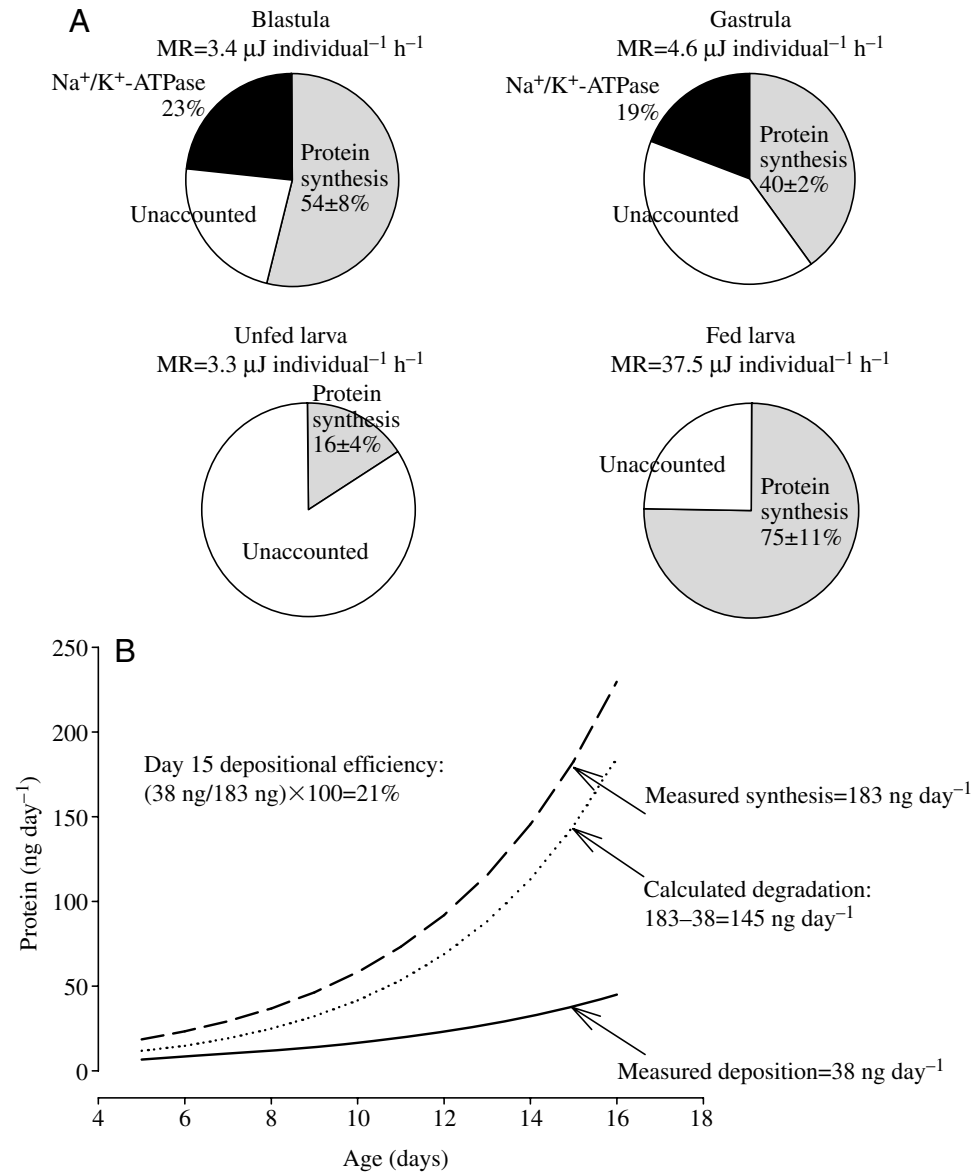 A
Blastula
MR=3.4 μJ individual⁻¹ h⁻¹
Na⁺/K⁺-ATPase
23%
Protein
synthesis
54±8%
Unaccounted
Gastrula
MR=4.6 μJ individual⁻¹ h⁻¹
Na⁺/K⁺-ATPase
19%
Protein
synthesis
40±2%
Unaccounted
Unfed larva
MR=3.3 μJ individual⁻¹ h⁻¹
Protein
synthesis
16±4%
Unaccounted
Fed larva
MR=37.5 μJ individual⁻¹ h⁻¹
Unaccounted
Protein
synthesis
75±11%
B
Protein (ng day⁻¹)
250
200
150
100
50
0
Day 15 depositional efficiency:
(38 ng/183 ng)×100=21%
Measured synthesis=183 ng day⁻¹
Calculated degradation:
183–38=145 ng day⁻¹
Measured deposition=38 ng day⁻¹
4 6 8 10 12 14 16 18
Age (days)